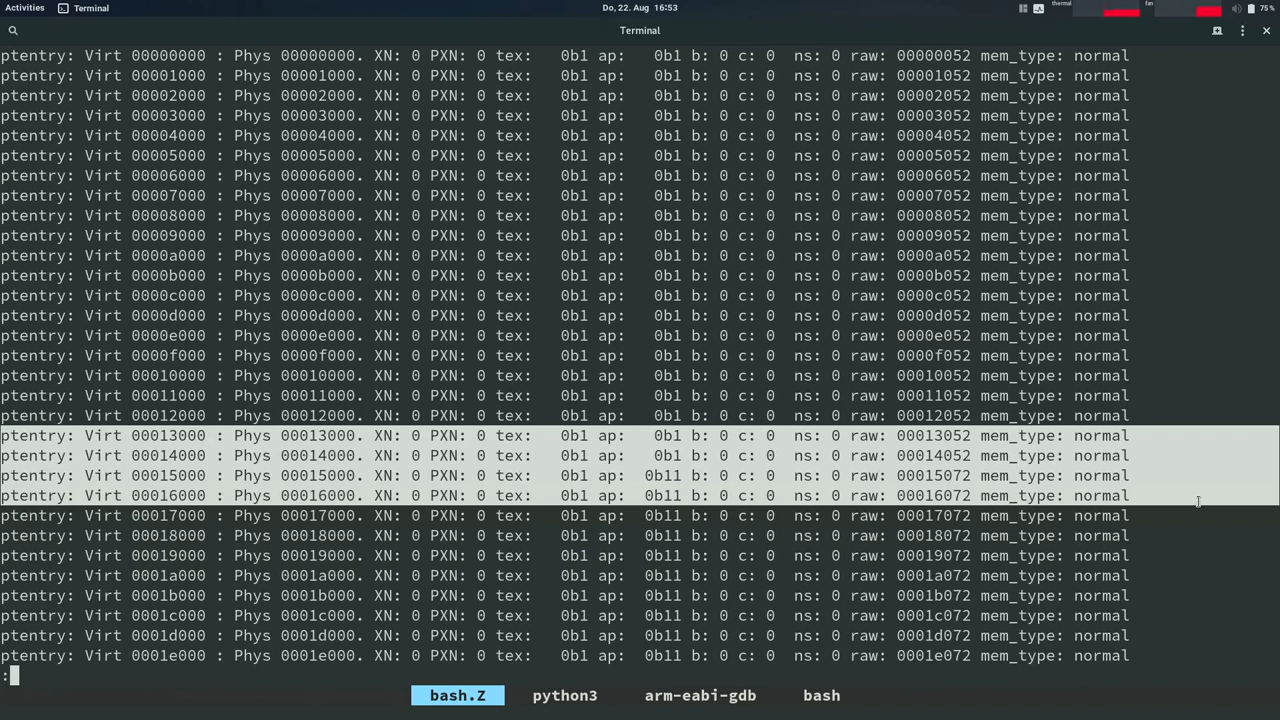 Activities Terminal Do, 22. Aug 16:53 thermal fan 75%
Terminal
ptentry: Virt 00000000 : Phys 00000000. XN: 0 PXN: 0 tex: 0b1 ap: 0b1 b: 0 c: 0 ns: 0 raw: 00000052 mem_type: normal
ptentry: Virt 00001000 : Phys 00001000. XN: 0 PXN: 0 tex: 0b1 ap: 0b1 b: 0 c: 0 ns: 0 raw: 00001052 mem_type: normal
ptentry: Virt 00002000 : Phys 00002000. XN: 0 PXN: 0 tex: 0b1 ap: 0b1 b: 0 c: 0 ns: 0 raw: 00002052 mem_type: normal
ptentry: Virt 00003000 : Phys 00003000. XN: 0 PXN: 0 tex: 0b1 ap: 0b1 b: 0 c: 0 ns: 0 raw: 00003052 mem_type: normal
ptentry: Virt 00004000 : Phys 00004000. XN: 0 PXN: 0 tex: 0b1 ap: 0b1 b: 0 c: 0 ns: 0 raw: 00004052 mem_type: normal
ptentry: Virt 00005000 : Phys 00005000. XN: 0 PXN: 0 tex: 0b1 ap: 0b1 b: 0 c: 0 ns: 0 raw: 00005052 mem_type: normal
ptentry: Virt 00006000 : Phys 00006000. XN: 0 PXN: 0 tex: 0b1 ap: 0b1 b: 0 c: 0 ns: 0 raw: 00006052 mem_type: normal
ptentry: Virt 00007000 : Phys 00007000. XN: 0 PXN: 0 tex: 0b1 ap: 0b1 b: 0 c: 0 ns: 0 raw: 00007052 mem_type: normal
ptentry: Virt 00008000 : Phys 00008000. XN: 0 PXN: 0 tex: 0b1 ap: 0b1 b: 0 c: 0 ns: 0 raw: 00008052 mem_type: normal
ptentry: Virt 00009000 : Phys 00009000. XN: 0 PXN: 0 tex: 0b1 ap: 0b1 b: 0 c: 0 ns: 0 raw: 00009052 mem_type: normal
ptentry: Virt 0000a000 : Phys 0000a000. XN: 0 PXN: 0 tex: 0b1 ap: 0b1 b: 0 c: 0 ns: 0 raw: 0000a052 mem_type: normal
ptentry: Virt 0000b000 : Phys 0000b000. XN: 0 PXN: 0 tex: 0b1 ap: 0b1 b: 0 c: 0 ns: 0 raw: 0000b052 mem_type: normal
ptentry: Virt 0000c000 : Phys 0000c000. XN: 0 PXN: 0 tex: 0b1 ap: 0b1 b: 0 c: 0 ns: 0 raw: 0000c052 mem_type: normal
ptentry: Virt 0000d000 : Phys 0000d000. XN: 0 PXN: 0 tex: 0b1 ap: 0b1 b: 0 c: 0 ns: 0 raw: 0000d052 mem_type: normal
ptentry: Virt 0000e000 : Phys 0000e000. XN: 0 PXN: 0 tex: 0b1 ap: 0b1 b: 0 c: 0 ns: 0 raw: 0000e052 mem_type: normal
ptentry: Virt 0000f000 : Phys 0000f000. XN: 0 PXN: 0 tex: 0b1 ap: 0b1 b: 0 c: 0 ns: 0 raw: 0000f052 mem_type: normal
ptentry: Virt 00010000 : Phys 00010000. XN: 0 PXN: 0 tex: 0b1 ap: 0b1 b: 0 c: 0 ns: 0 raw: 00010052 mem_type: normal
ptentry: Virt 00011000 : Phys 00011000. XN: 0 PXN: 0 tex: 0b1 ap: 0b1 b: 0 c: 0 ns: 0 raw: 00011052 mem_type: normal
ptentry: Virt 00012000 : Phys 00012000. XN: 0 PXN: 0 tex: 0b1 ap: 0b1 b: 0 c: 0 ns: 0 raw: 00012052 mem_type: normal
ptentry: Virt 00013000 : Phys 00013000. XN: 0 PXN: 0 tex: 0b1 ap: 0b1 b: 0 c: 0 ns: 0 raw: 00013052 mem_type: normal
ptentry: Virt 00014000 : Phys 00014000. XN: 0 PXN: 0 tex: 0b1 ap: 0b1 b: 0 c: 0 ns: 0 raw: 00014052 mem_type: normal
ptentry: Virt 00015000 : Phys 00015000. XN: 0 PXN: 0 tex: 0b1 ap: 0b11 b: 0 c: 0 ns: 0 raw: 00015072 mem_type: normal
ptentry: Virt 00016000 : Phys 00016000. XN: 0 PXN: 0 tex: 0b1 ap: 0b11 b: 0 c: 0 ns: 0 raw: 00016072 mem_type: normal
ptentry: Virt 00017000 : Phys 00017000. XN: 0 PXN: 0 tex: 0b1 ap: 0b11 b: 0 c: 0 ns: 0 raw: 00017072 mem_type: normal
ptentry: Virt 00018000 : Phys 00018000. XN: 0 PXN: 0 tex: 0b1 ap: 0b11 b: 0 c: 0 ns: 0 raw: 00018072 mem_type: normal
ptentry: Virt 00019000 : Phys 00019000. XN: 0 PXN: 0 tex: 0b1 ap: 0b11 b: 0 c: 0 ns: 0 raw: 00019072 mem_type: normal
ptentry: Virt 0001a000 : Phys 0001a000. XN: 0 PXN: 0 tex: 0b1 ap: 0b11 b: 0 c: 0 ns: 0 raw: 0001a072 mem_type: normal
ptentry: Virt 0001b000 : Phys 0001b000. XN: 0 PXN: 0 tex: 0b1 ap: 0b11 b: 0 c: 0 ns: 0 raw: 0001b072 mem_type: normal
ptentry: Virt 0001c000 : Phys 0001c000. XN: 0 PXN: 0 tex: 0b1 ap: 0b11 b: 0 c: 0 ns: 0 raw: 0001c072 mem_type: normal
ptentry: Virt 0001d000 : Phys 0001d000. XN: 0 PXN: 0 tex: 0b1 ap: 0b11 b: 0 c: 0 ns: 0 raw: 0001d072 mem_type: normal
ptentry: Virt 0001e000 : Phys 0001e000. XN: 0 PXN: 0 tex: 0b1 ap: 0b11 b: 0 c: 0 ns: 0 raw: 0001e072 mem_type: normal
:
bash.Z python3 arm-eabi-gdb bash